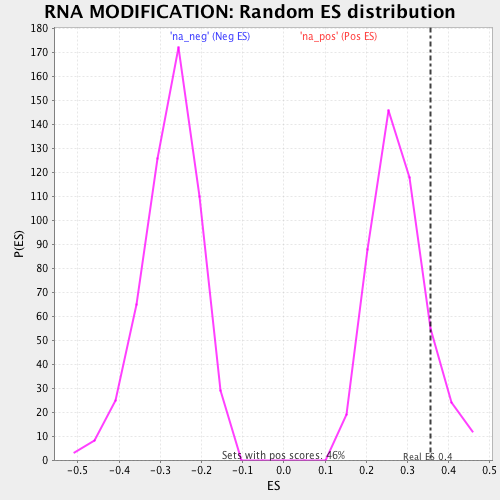 RNA MODIFICATION: Random ES distribution
'na_neg' (Neg ES) 'na_pos' (Pos ES)
180
170
160
150
140
130
120
110
100
90
80
70
60
50
40
30
20
10
0
P(ES)
Sets with pos scores: 46%
Real ES 0.4
-0.5 -0.4 -0.3 -0.2 -0.1 0.0 0.1 0.2 0.3 0.4 0.5
ES